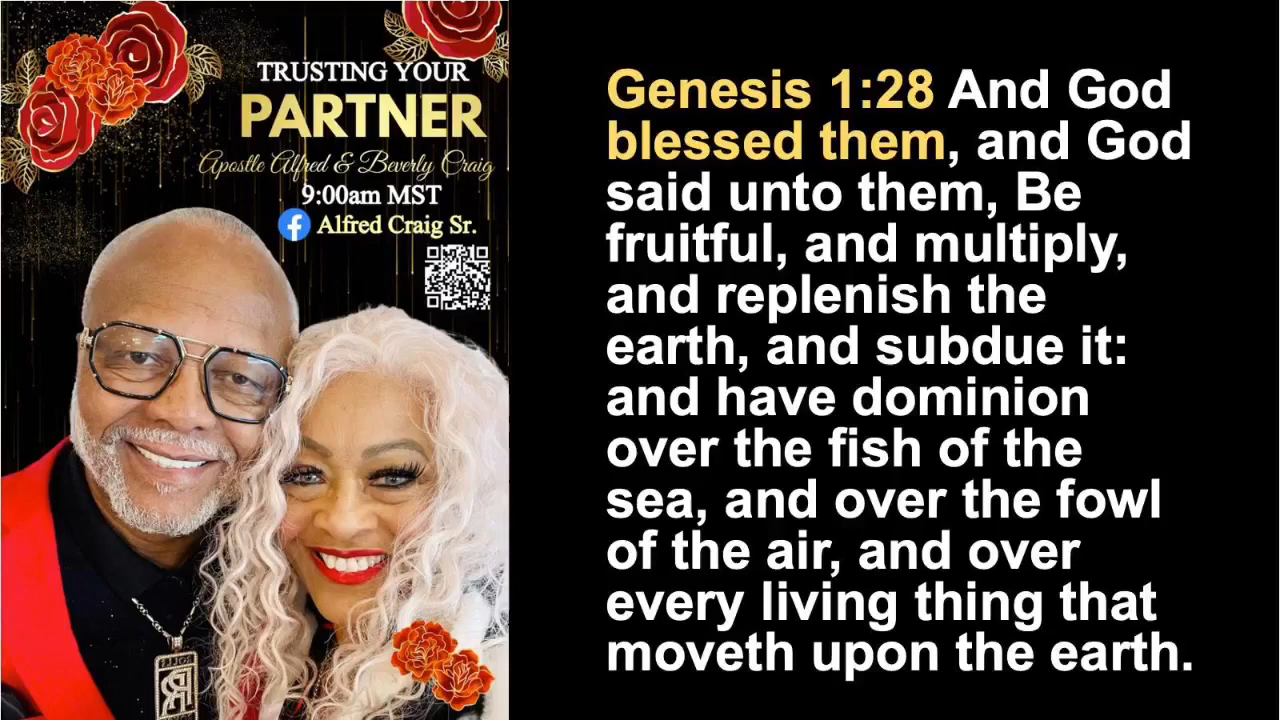 TRUSTING YOUR
PARTNER
Apostle Alfred & Beverly Craig
9:00am MST
Alfred Craig Sr.
Genesis 1:28 And God
blessed them, and God
said unto them, Be
fruitful, and multiply,
and replenish the
earth, and subdue it:
and have dominion
over the fish of the
sea, and over the fowl
of the air, and over
every living thing that
moveth upon the earth.